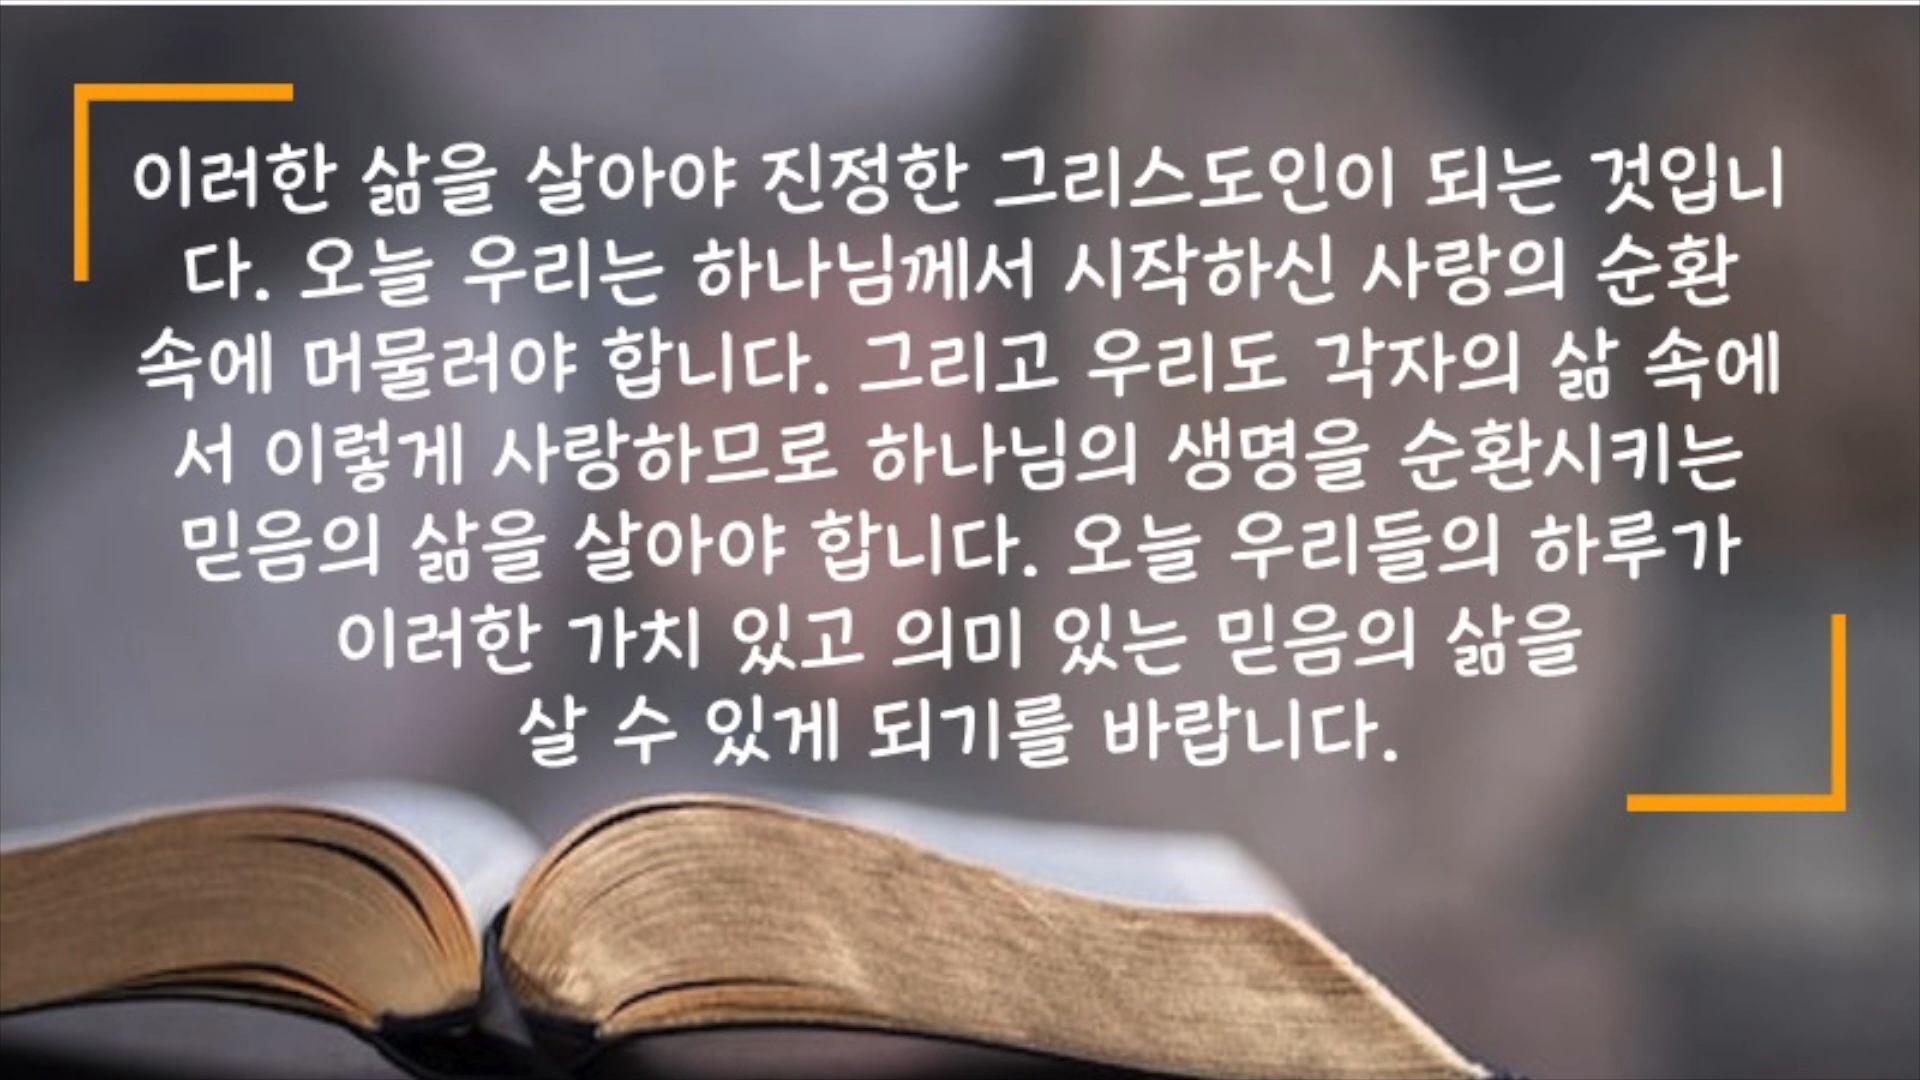 이러한 삶을 살아야 진정한 그리스도인이 되는 것입니
다. 오늘 우리는 하나님께서 시작하신 사랑의 순환
속에 머물러야 합니다. 그리고 우리도 각자의 삶 속에
서 이렇게 사랑하므로 하나님의 생명을 순환시키는
믿음의 삶을 살아야 합니다. 오늘 우리들의 하루가
이러한 가치 있고 의미 있는 믿음의 삶을
살 수 있게 되기를 바랍니다.